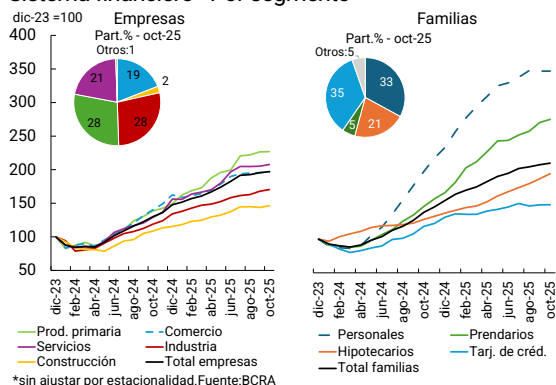 Sistema financiero - Por segmento
dic-23 =100
Empresas
Familias
Part.% - oct-25
Otros:1
21
19
2
28
28
Part.% - oct-25
Otros:5
35
33
5
21
400
350
300
250
200
150
100
50
dic-23
feb-24
abr-24
jun-24
ago-24
oct-24
dic-24
feb-25
abr-25
jun-25
ago-25
oct-25
dic-23
feb-24
abr-24
jun-24
ago-24
oct-24
dic-24
feb-25
abr-25
jun-25
ago-25
oct-25
Prod. primaria
Comercio
Servicios
Industria
Construcción
Total empresas
Personales
Prendarios
Hipotecarios
Tarj. de créd.
Total familias
*sin ajustar por estacionalidad.Fuente:BCRA